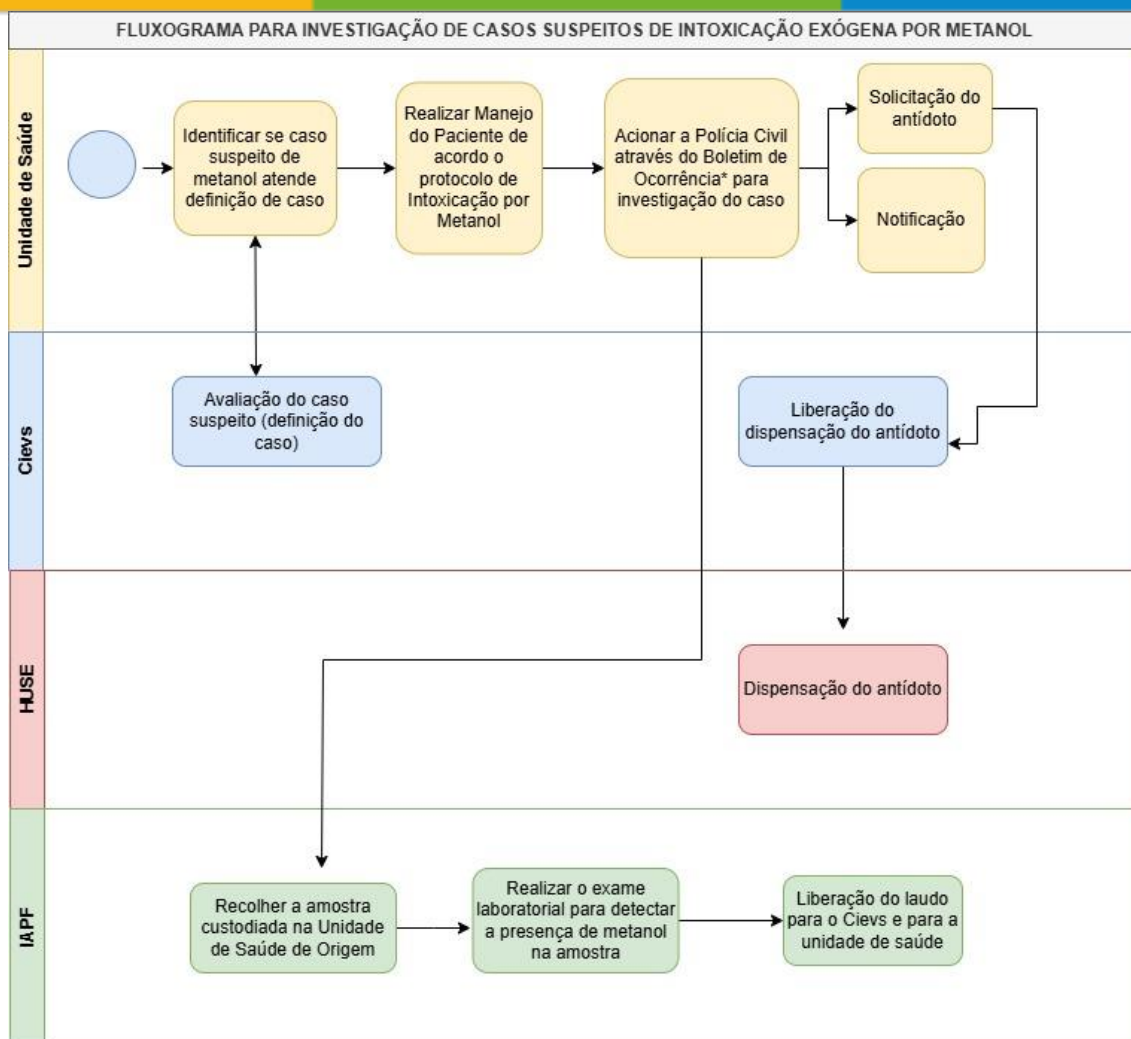 FLUXOGRAMA PARA INVESTIGAÇÃO DE CASOS SUSPEITOS DE INTOXICAÇÃO EXÓGENA POR METANOL
Unidade de Saúde
Identificar se caso
suspeito de
metanol atende
definição de caso
Realizar Manejo
do Paciente de
acordo o
protocolo de
Intoxicação por
Metanol
Acionar a Polícia Civil
através do Boletim de
Ocorrência* para
investigação do caso
Solicitação do
antídoto
Notificação
Cievs
Avaliação do caso
suspeito (definição do
caso)
Liberação do
dispensação do antídoto
HUSE
Dispensação do antídoto
IAPF
Recolher a amostra
custodiada na Unidade
de Saúde de Origem
Realizar o exame
laboratorial para detectar
a presença de metanol
na amostra
Liberação do laudo
para o Cievs e para a
unidade de saúde